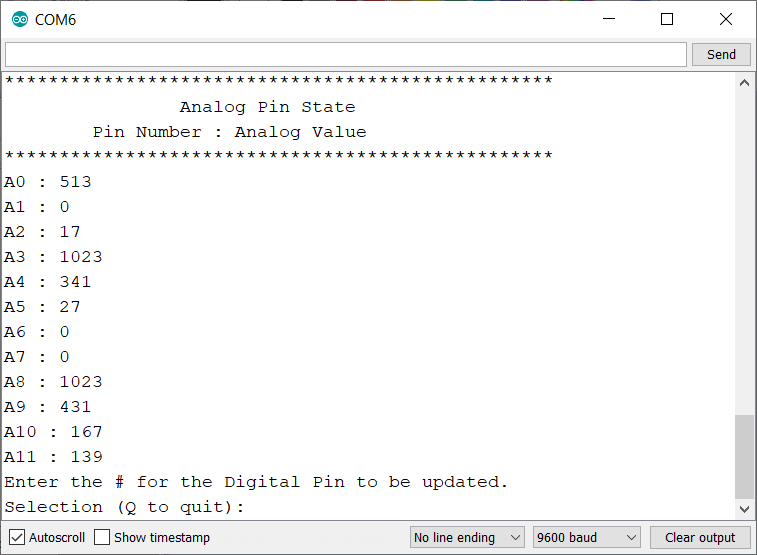 COM6
Send
**************************************************
Analog Pin State
Pin Number : Analog Value
**************************************************
A0 : 513
A1 : 0
A2 : 17
A3 : 1023
A4 : 341
A5 : 27
A6 : 0
A7 : 0
A8 : 1023
A9 : 431
A10 : 167
A11 : 139
Enter the # for the Digital Pin to be updated.
Selection (Q to quit):
Autoscroll Show timestamp No line ending 9600 baud Clear output